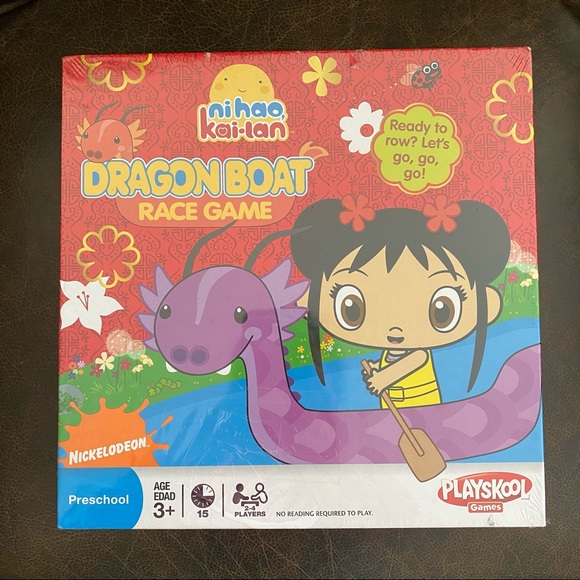 ni hao,
kai-lan
DRAGON BOAT
RACE GAME
Ready to
row? Let's
go, go,
go!
NICKELODEON
Preschool
AGE
EDAD
3+
15
2-4
PLAYERS
NO READING REQUIRED TO PLAY.
PLAYSKOOL
Games